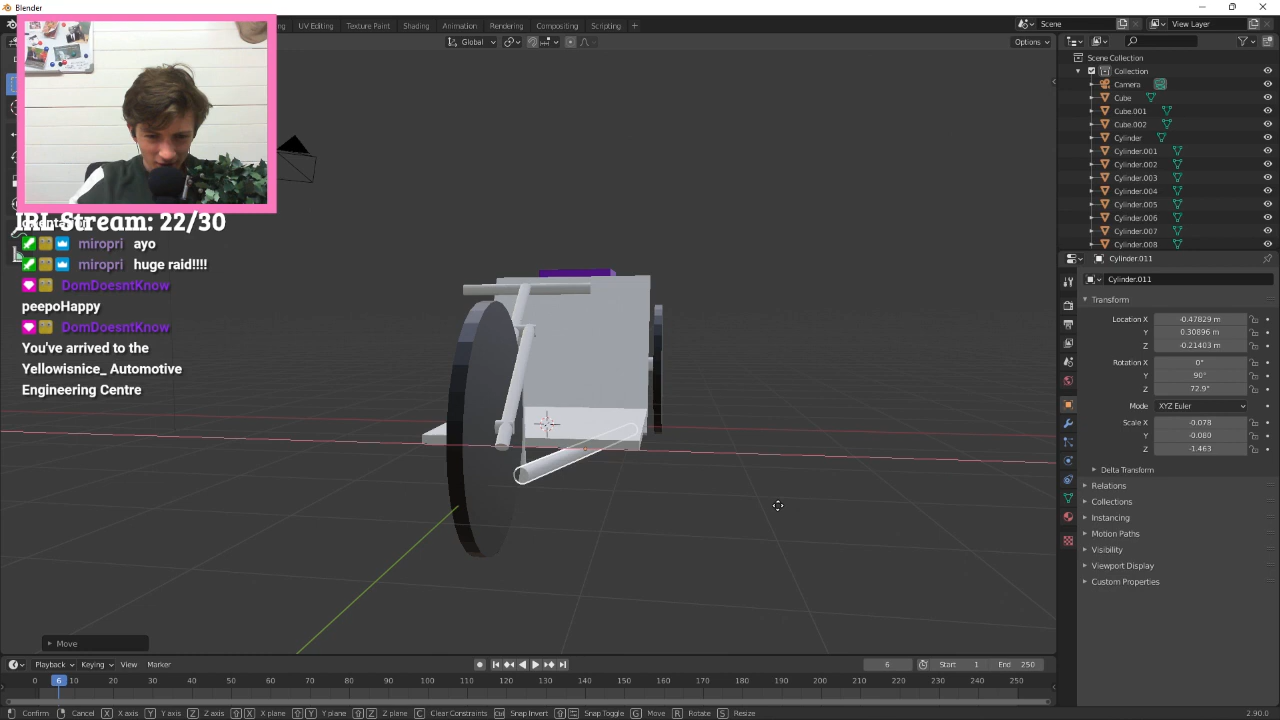 Blender
UV Editing Texture Paint Shading Animation Rendering Compositing Scripting +
Scene View Layer
Global Options
Scene Collection
Collection
Camera
Cube
Cube.001
Cube.002
Cylinder
Cylinder.001
Cylinder.002
Cylinder.003
Cylinder.004
Cylinder.005
Cylinder.006
Cylinder.007
Cylinder.008
Cylinder.011
Cylinder.011
Transform
Location X -0.47829 m
Y 0.30896 m
Z -0.21403 m
Rotation X 0°
Y 90°
Z 72.9°
Mode XYZ Euler
Scale X -0.078
Y -0.080
Z -1.463
Delta Transform
Relations
Collections
Instancing
Motion Paths
Visibility
Viewport Display
Custom Properties
IRL Stream: 22/30
miropri ayo
miropri huge raid!!!!
DomDoesntKnow
peepoHappy
DomDoesntKnow
You've arrived to the
Yellowisnice_ Automotive
Engineering Centre
Move
Playback Keying View Marker
6 Start 1 End 250
0 6 10 20 30 40 50 60 70 80 90 100 110 120 130 140 150 160 170 180 190 200 210 220 230 240 250
Confirm Cancel X X axis Y Y axis Z Z axis X X plane Y Y plane Z Z plane C Clear Constraints Snap Invert Snap Toggle G Move R Rotate S Resize 2.90.0